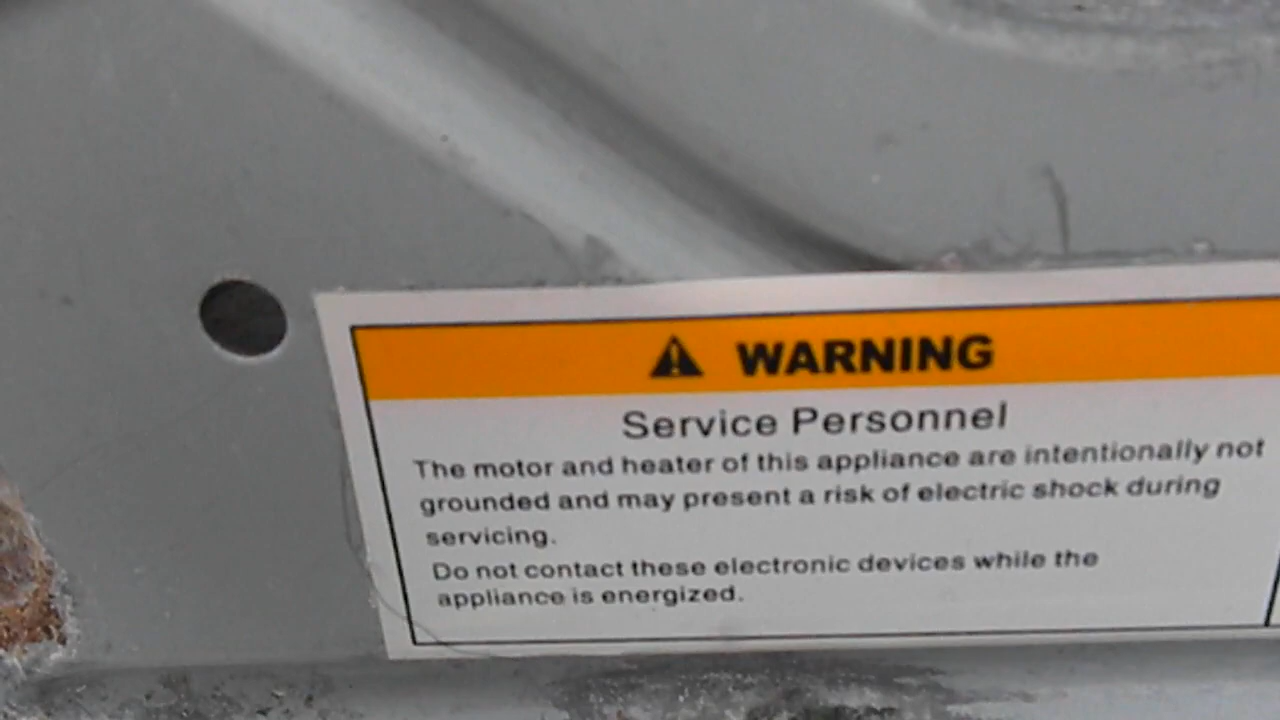 WARNING
Service Personnel
The motor and heater of this appliance are intentionally not
grounded and may present a risk of electric shock during
servicing.
Do not contact these electronic devices while the
appliance is energized.